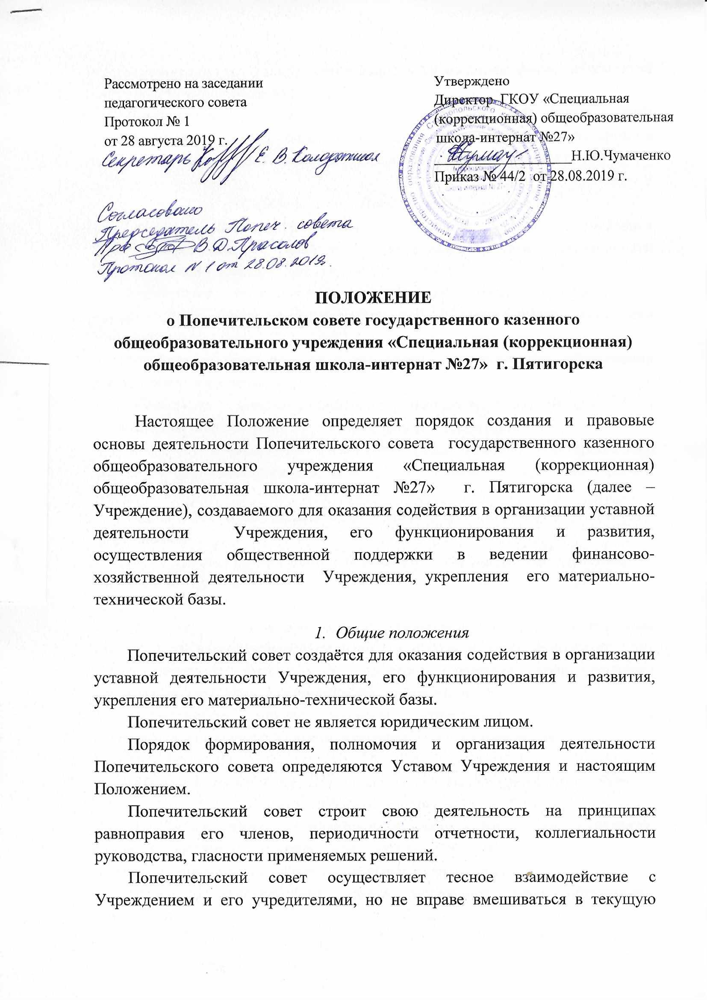 Рассмотрено на заседании
педагогического совета
Протокол № 1
от 28 августа 2019 г.
Секретарь Е. В.
Согласовано
Председатель Попеч. совета
В.Д.Прасолов
Протокол N 1 от 28.08.2019г.
Утверждено
Директор ГКОУ «Специальная
(коррекционная) общеобразовательная
школа-интернат №27»
Н.Ю.Чумаченко
Приказ № 44/2 от 28.08.2019 г.
ПОЛОЖЕНИЕ
о Попечительском совете государственного казенного
общеобразовательного учреждения «Специальная (коррекционная)
общеобразовательная школа-интернат №27» г. Пятигорска
Настоящее Положение определяет порядок создания и правовые
основы деятельности Попечительского совета государственного казенного
общеобразовательного учреждения «Специальная (коррекционная)
общеобразовательная школа-интернат №27» г. Пятигорска (далее –
Учреждение), создаваемого для оказания содействия в организации уставной
деятельности Учреждения, его функционирования и развития,
осуществления общественной поддержки в ведении финансово-
хозяйственной деятельности Учреждения, укрепления его материально-
технической базы.
1. Общие положения
Попечительский совет создаётся для оказания содействия в организации
уставной деятельности Учреждения, его функционирования и развития,
укрепления его материально-технической базы.
Попечительский совет не является юридическим лицом.
Порядок формирования, полномочия и организация деятельности
Попечительского совета определяются Уставом Учреждения и настоящим
Положением.
Попечительский совет строит свою деятельность на принципах
равноправия его членов, периодичности отчетности, коллегиальности
руководства, гласности применяемых решений.
Попечительский совет осуществляет тесное взаимодействие с
Учреждением и его учредителями, но не вправе вмешиваться в текущую